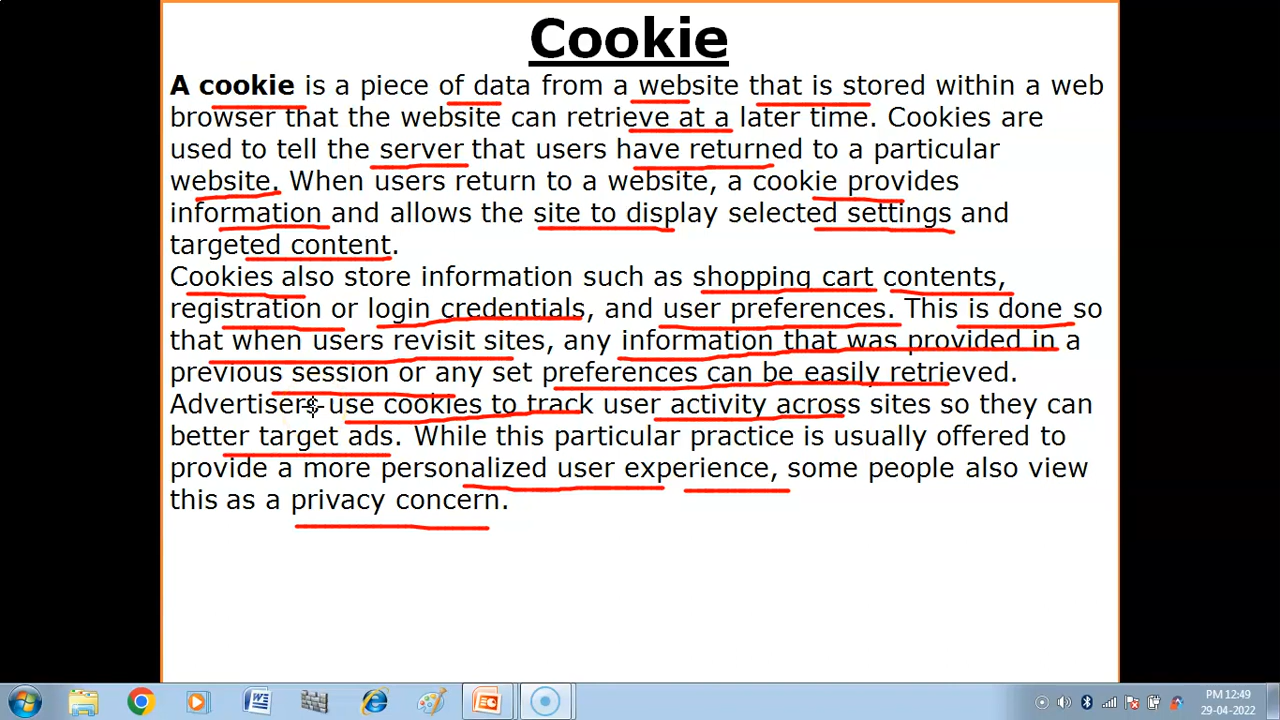 Cookie
A cookie is a piece of data from a website that is stored within a web
browser that the website can retrieve at a later time. Cookies are
used to tell the server that users have returned to a particular
website. When users return to a website, a cookie provides
information and allows the site to display selected settings and
targeted content.
Cookies also store information such as shopping cart contents,
registration or login credentials, and user preferences. This is done so
that when users revisit sites, any information that was provided in a
previous session or any set preferences can be easily retrieved.
Advertisers use cookies to track user activity across sites so they can
better target ads. While this particular practice is usually offered to
provide a more personalized user experience, some people also view
this as a privacy concern.
PM 12:49
29-04-2022